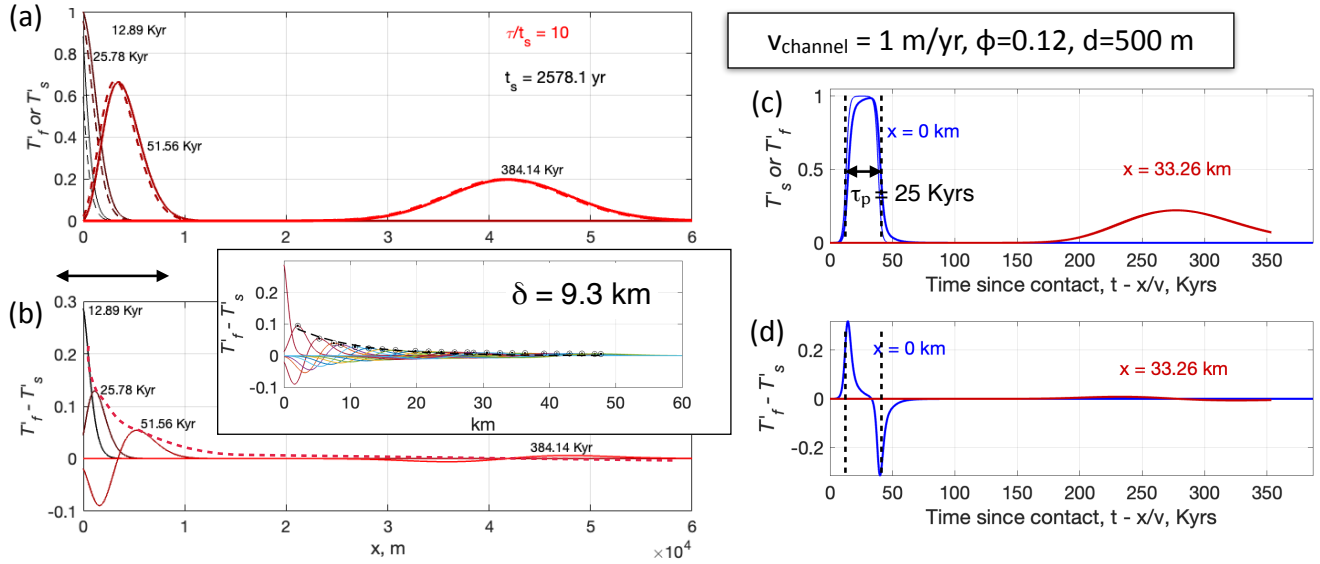 (a)
1
0.8
0.6
0.4
0.2
0
T'f or T's
12.89 Kyr
25.78 Kyr
51.56 Kyr
384.14 Kyr
τ/ts = 10
ts = 2578.1 yr
0 1 2 3 4 5 6
vchannel = 1 m/yr, ϕ=0.12, d=500 m
(b)
0.3
0.2
0.1
0
-0.1
T'f - T's
12.89 Kyr
25.78 Kyr
51.56 Kyr
384.14 Kyr
0 1 2 3 4 5 6
x, m
×10⁴
δ = 9.3 km
0.2
0.1
0
-0.1
T'f - T's
0 10 20 30 40 50 60
km
(c)
1
0.5
0
T's or T'f
x = 0 km
x = 33.26 km
τp = 25 Kyrs
0 50 100 150 200 250 300 350
Time since contact, t - x/v, Kyrs
(d)
0.2
0
-0.2
T'f - T's
x = 0 km
x = 33.26 km
0 50 100 150 200 250 300 350
Time since contact, t - x/v, Kyrs